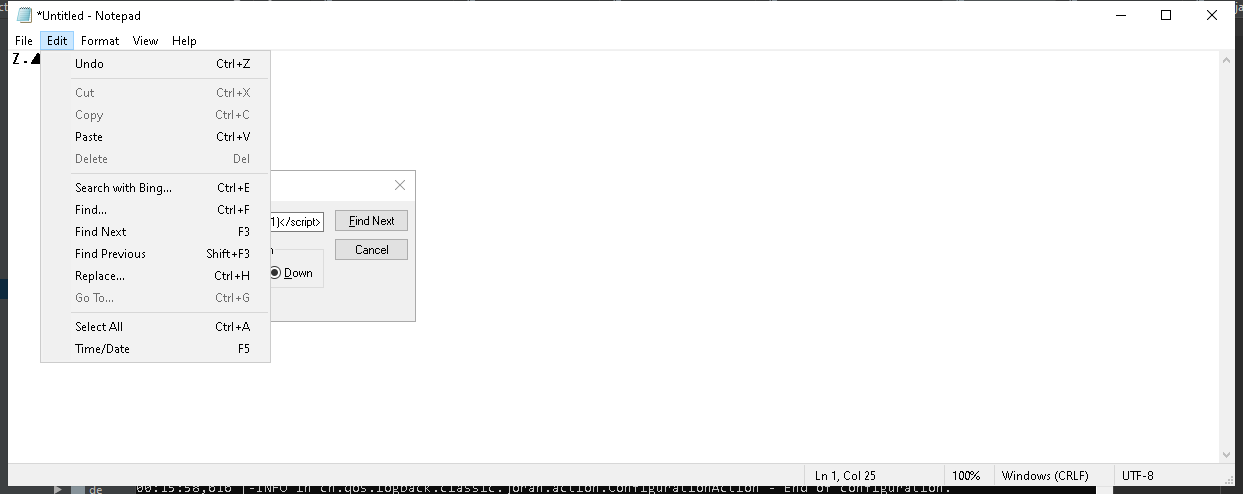 *Untitled - Notepad
File Edit Format View Help
Z.
Undo Ctrl+Z
Cut Ctrl+X
Copy Ctrl+C
Paste Ctrl+V
Delete Del
Search with Bing... Ctrl+E
Find... Ctrl+F
Find Next F3
Find Previous Shift+F3
Replace... Ctrl+H
Go To... Ctrl+G
Select All Ctrl+A
Time/Date F5
1)</script> Find Next
Cancel
Down
Ln 1, Col 25 100% Windows (CRLF) UTF-8
de 00:15:58,616 |-INFO in ch.qos.logback.classic.joran.action.ConfigurationAction - End of configuration.